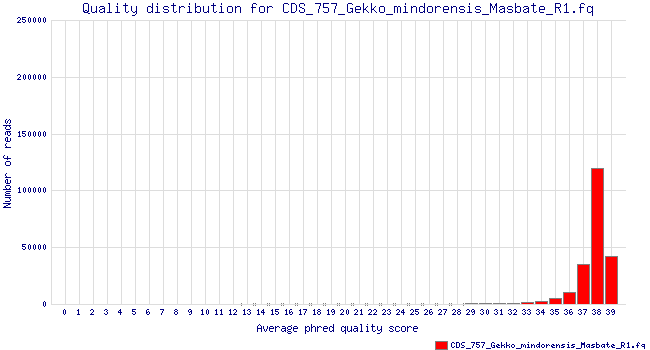 Quality distribution for CDS_757_Gekko_mindorensis_Masbate_R1.fq
250000
200000
150000
100000
50000
0
Number of reads
0 1 2 3 4 5 6 7 8 9 10 11 12 13 14 15 16 17 18 19 20 21 22 23 24 25 26 27 28 29 30 31 32 33 34 35 36 37 38 39
Average phred quality score
CDS_757_Gekko_mindorensis_Masbate_R1.fq